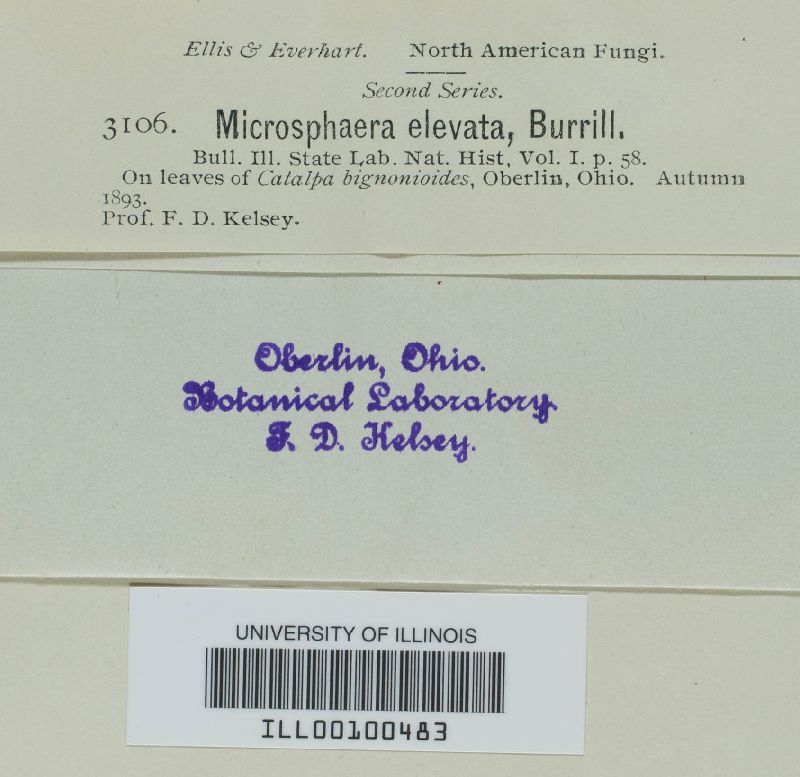 Ellis & Everhart. North American Fungi.
Second Series.
3106. Microsphaera elevata, Burrill.
Bull. Ill. State Lab. Nat. Hist, Vol. I. p. 58.
On leaves of Catalpa bignonioides, Oberlin, Ohio. Autumn
1893.
Prof. F. D. Kelsey.
Oberlin, Ohio.
Botanical Laboratory.
F. D. Kelsey.
UNIVERSITY OF ILLINOIS
ILL00100483